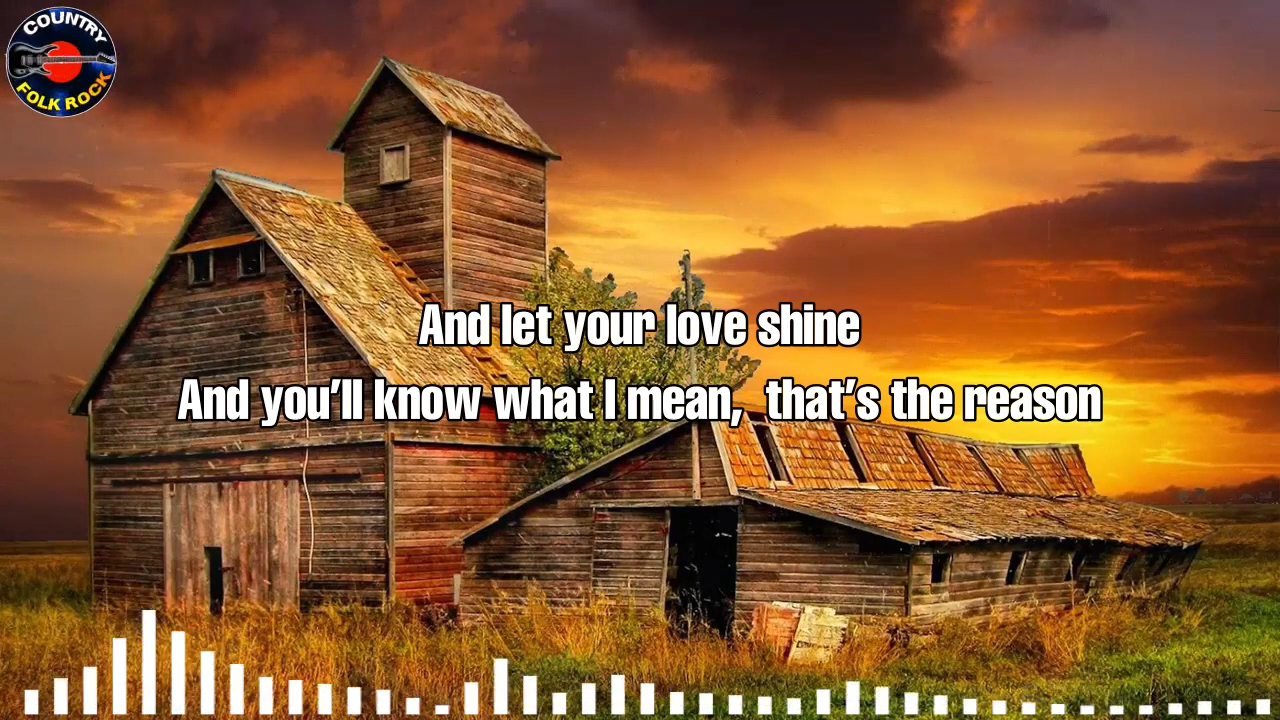 COUNTRY
FOLK ROCK
And let your love shine
And you'll know what I mean, that's the reason